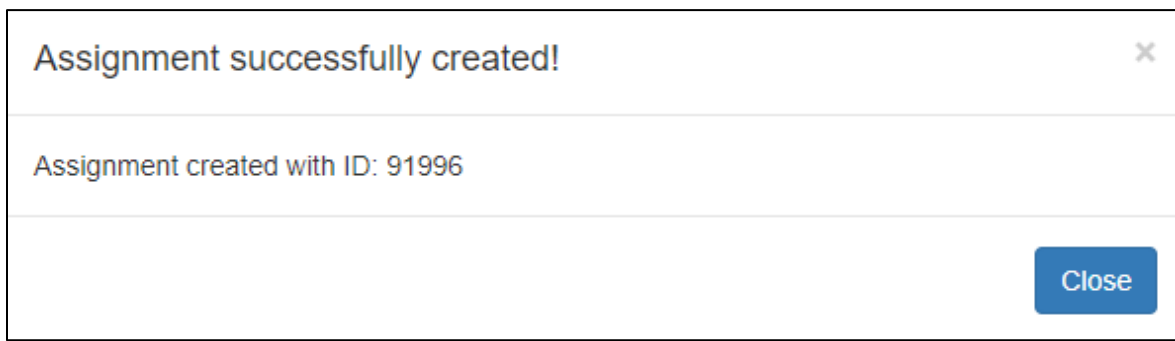 Assignment successfully created!
×
Assignment created with ID: 91996
Close